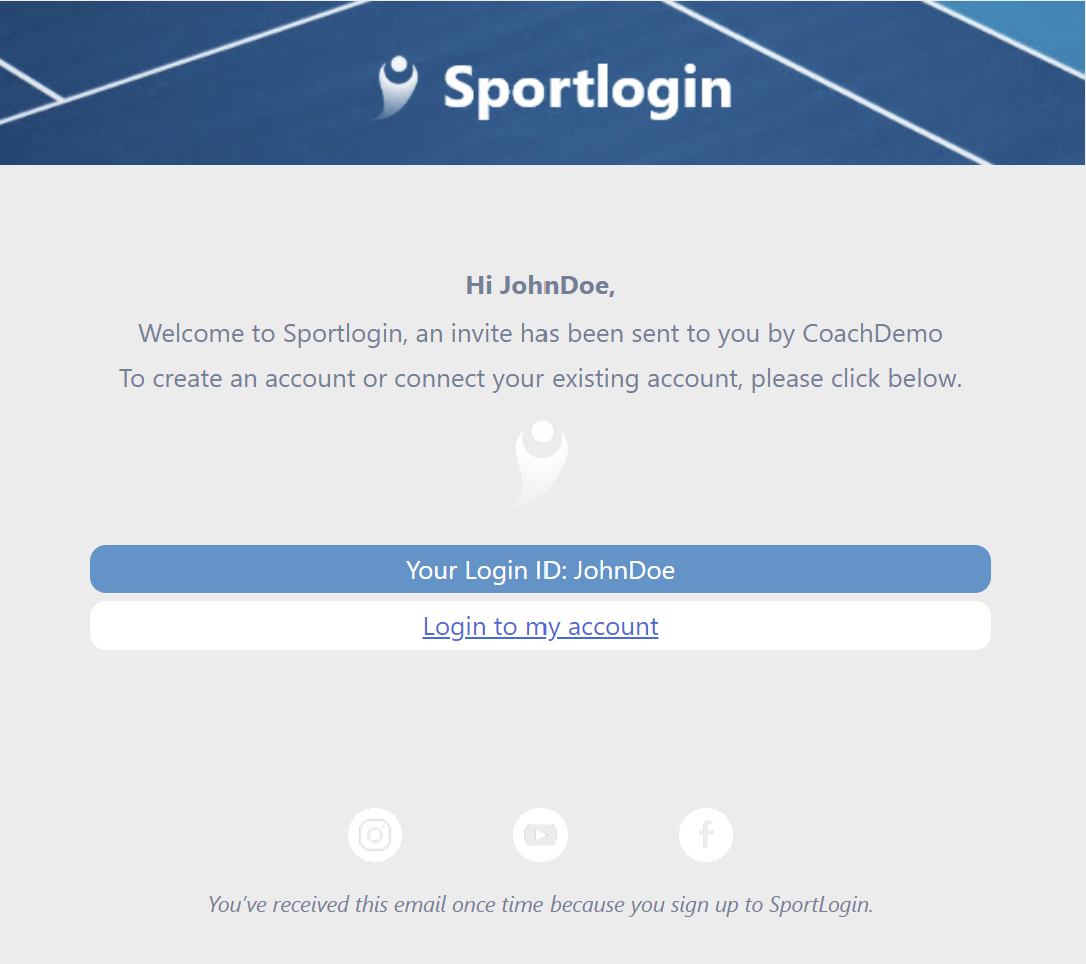 Sportlogin
Hi JohnDoe,
Welcome to Sportlogin, an invite has been sent to you by CoachDemo
To create an account or connect your existing account, please click below.
Your Login ID: JohnDoe
Login to my account
You’ve received this email once time because you sign up to SportLogin.